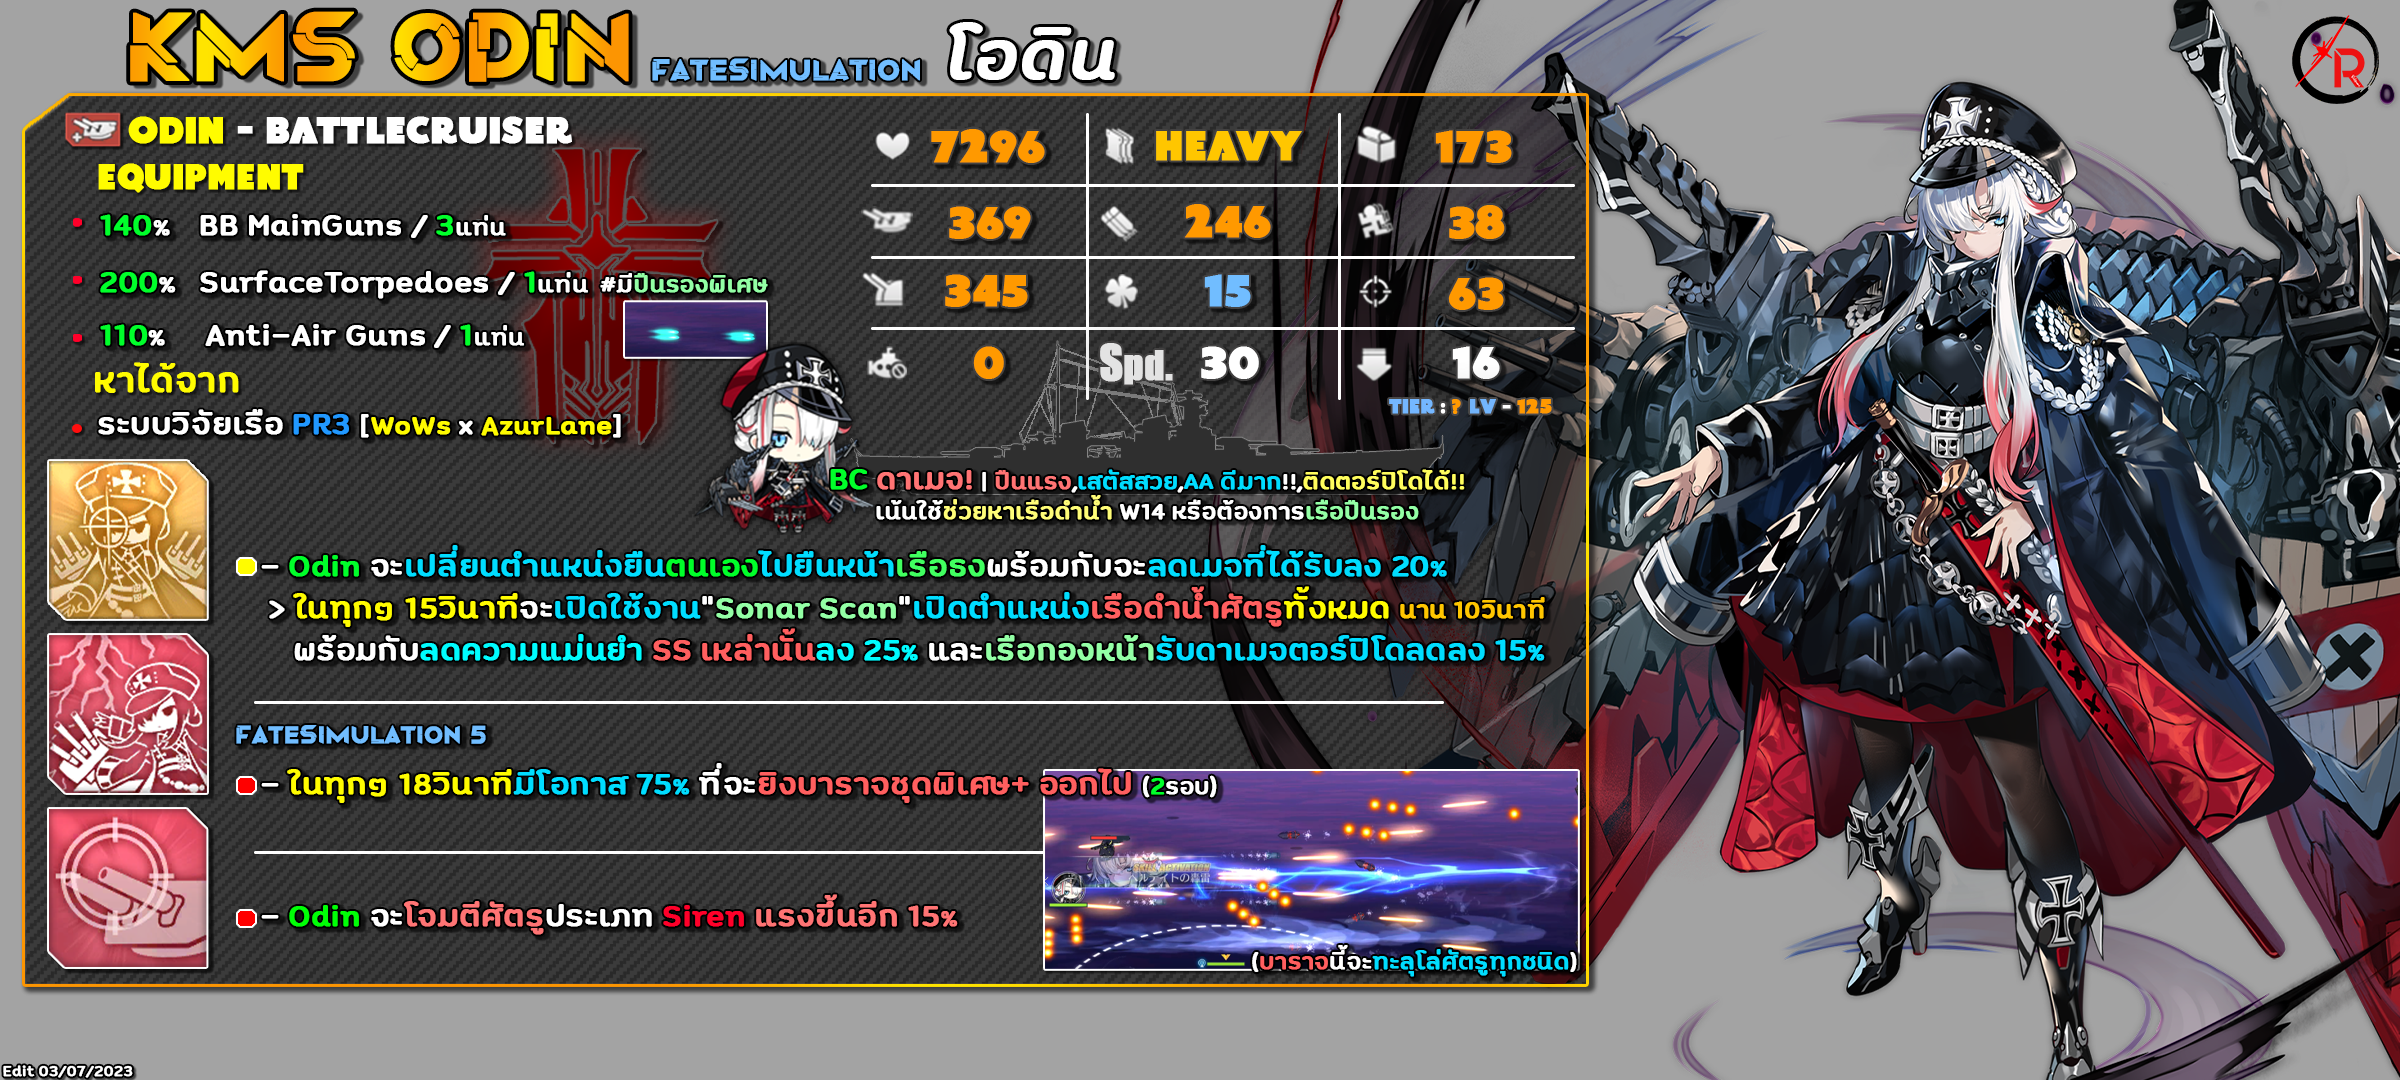 KMS ODIN FATESIMULATION โอดิน
R
ODIN - BATTLECRUISER
EQUIPMENT
140% BB MainGuns / 3แท่น
200% SurfaceTorpedoes / 1แท่น #มีปืนรองพิเศษ
110% Anti-Air Guns / 1แท่น
หาได้จาก
ระบบวิจัยเรือ PR3 [WoWs x AzurLane]
7296 HEAVY 173
369 246 38
345 15 63
0 Spd. 30 16
TIER : ? LV - 125
BC ดาเมจ! | ปืนแรง,เสตัสสวย,AA ดีมาก!!,ติดตอร์ปิโดได้!!
เน้นใช้ช่วยหาเรือดำน้ำ W14 หรือต้องการเรือปืนรอง
- Odin จะเปลี่ยนตำแหน่งยืนตนเองไปยืนหน้าเรือธงพร้อมกับจะลดเมจที่ได้รับลง 20%
> ในทุกๆ 15วินาทีจะเปิดใช้งาน"Sonar Scan"เปิดตำแหน่งเรือดำน้ำศัตรูทั้งหมด นาน 10วินาที
พร้อมกับลดความแม่นยำ SS เหล่านั้นลง 25% และเรือกองหน้ารับดาเมจตอร์ปิโดลดลง 15%
FATESIMULATION 5
- ในทุกๆ 18วินาทีมีโอกาส 75% ที่จะยิงบาราจชุดพิเศษ+ ออกไป (2รอบ)
SKILL ACTIVATION
- Odin จะโจมตีศัตรูประเภท Siren แรงขึ้นอีก 15%
(บาราจนี้จะทะลุโล่ศัตรูทุกชนิด)
Edit 03/07/2023